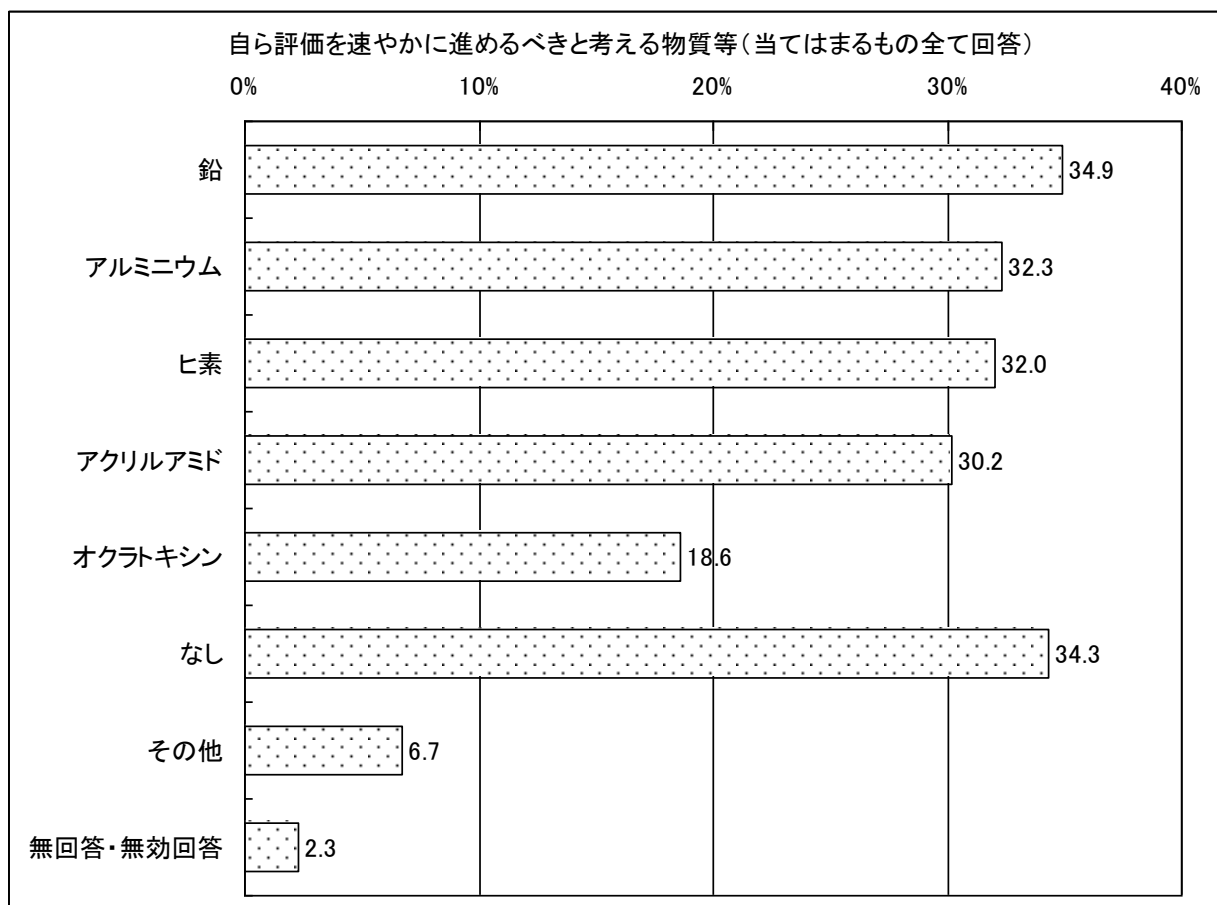 自ら評価を速やかに進めるべきと考える物質等(当てはまるもの全て回答)
0% 10% 20% 30% 40%
鉛 34.9
アルミニウム 32.3
ヒ素 32.0
アクリルアミド 30.2
オクラトキシン 18.6
なし 34.3
その他 6.7
無回答・無効回答 2.3